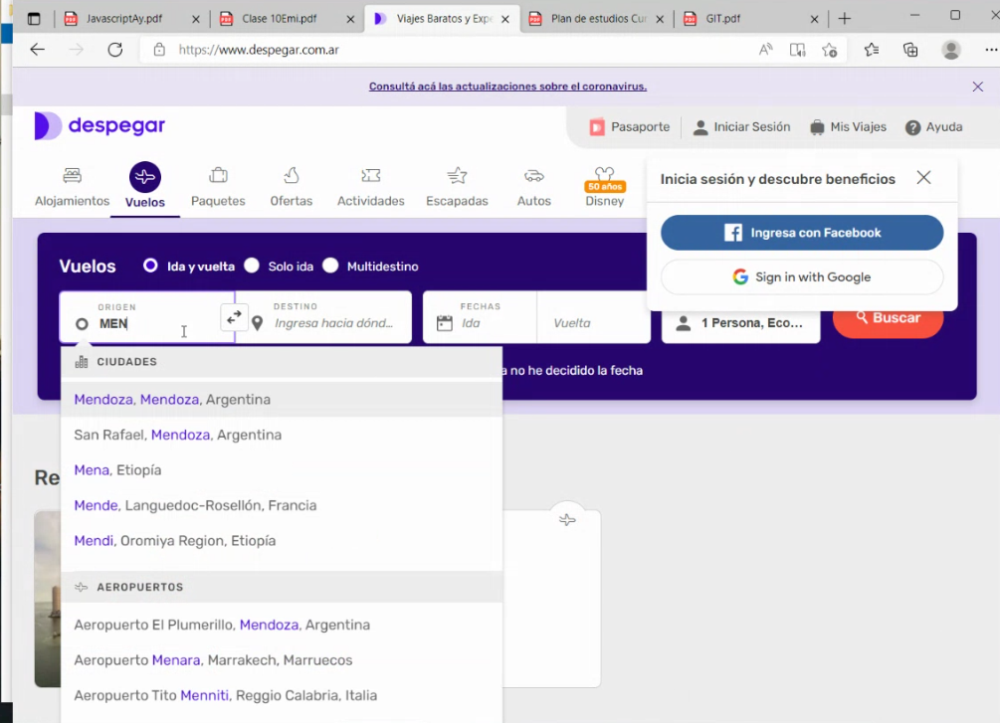 JavascriptAy.pdf
Clase 10Emi.pdf
Viajes Baratos y Expe
Plan de estudios Cur
GIT.pdf
https://www.despegar.com.ar
Consultá acá las actualizaciones sobre el coronavirus.
despegar
Pasaporte
Iniciar Sesión
Mis Viajes
Ayuda
Alojamientos
Vuelos
Paquetes
Ofertas
Actividades
Escapadas
Autos
50 años
Disney
Inicia sesión y descubre beneficios
Ingresa con Facebook
Sign in with Google
Vuelos
Ida y vuelta
Solo ida
Multidestino
ORIGEN
MEN
DESTINO
Ingresa hacia dónd...
FECHAS
Ida
Vuelta
1 Persona, Eco...
Buscar
a no he decidido la fecha
CIUDADES
Mendoza, Mendoza, Argentina
San Rafael, Mendoza, Argentina
Mena, Etiopía
Mende, Languedoc-Rosellón, Francia
Mendi, Oromiya Region, Etiopía
Re
AEROPUERTOS
Aeropuerto El Plumerillo, Mendoza, Argentina
Aeropuerto Menara, Marrakech, Marruecos
Aeropuerto Tito Menniti, Reggio Calabria, Italia